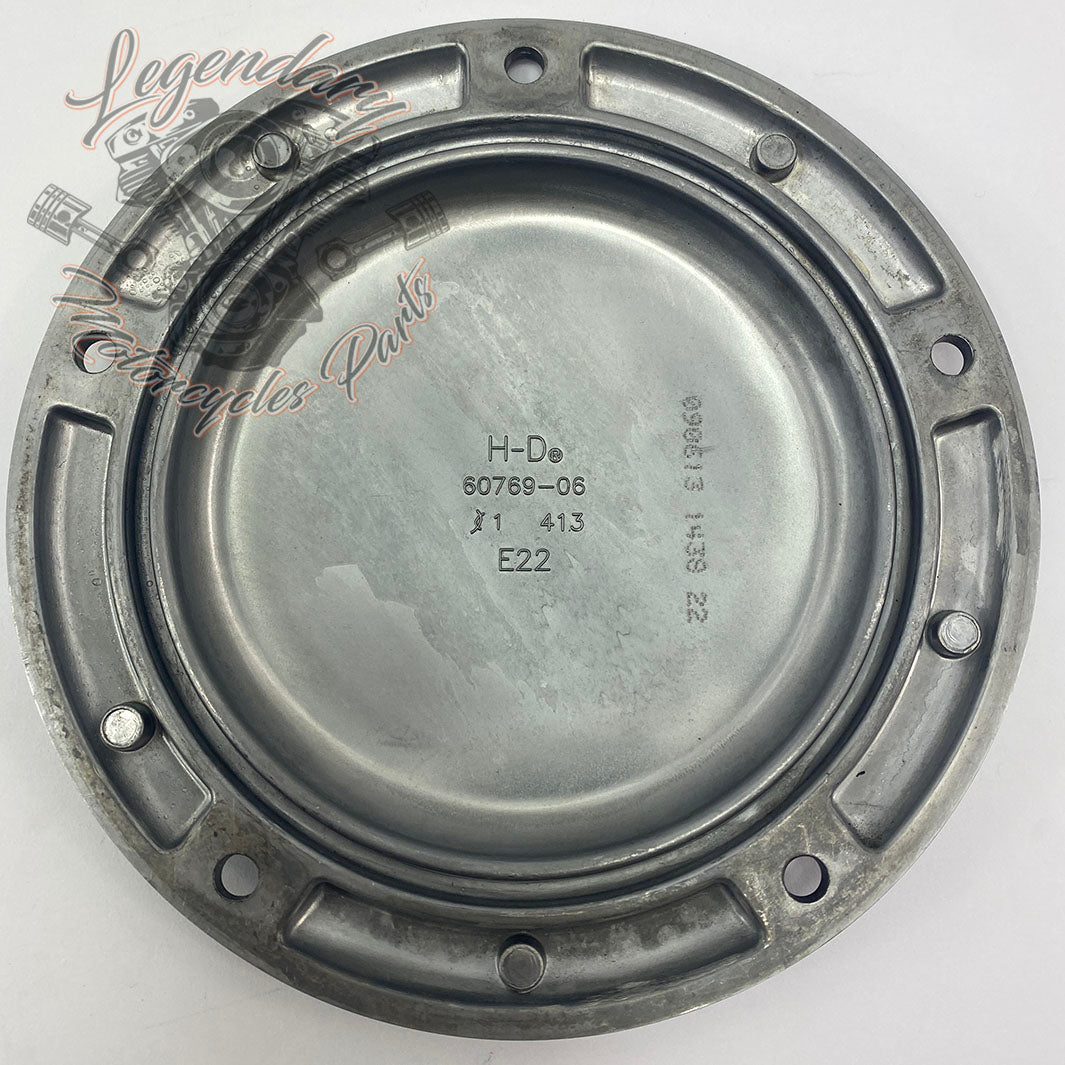 Legendary
Motorcycles Parts
H-D®
60769-06
1 413
E22